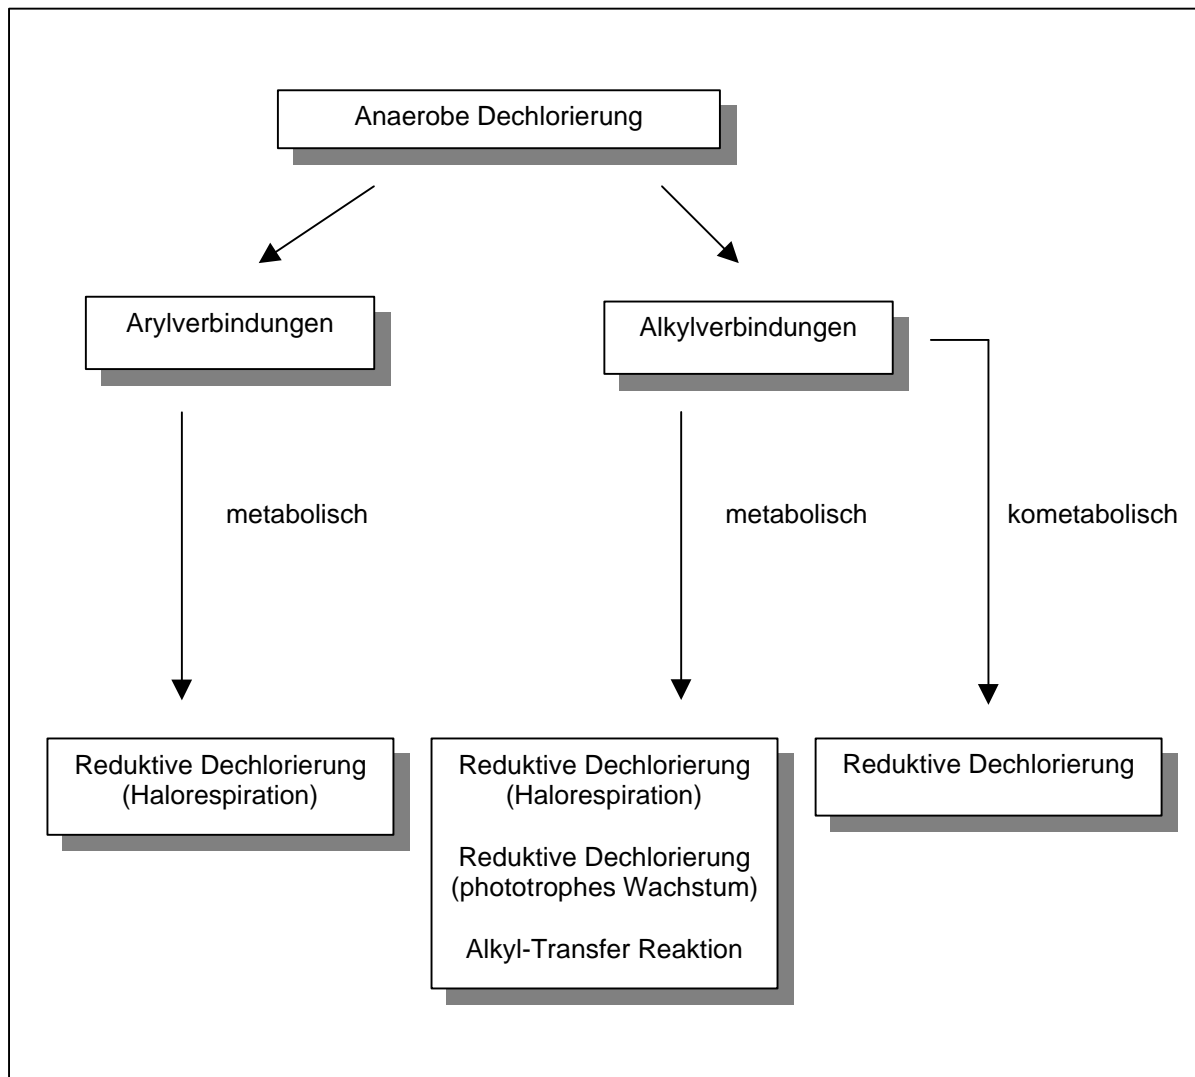 Anaerobe Dechlorierung
Arylverbindungen
Alkylverbindungen
metabolisch
metabolisch
kometabolisch
Reduktive Dechlorierung
(Halorespiration)
Reduktive Dechlorierung
(Halorespiration)
Reduktive Dechlorierung
(phototrophes Wachstum)
Alkyl-Transfer Reaktion
Reduktive Dechlorierung